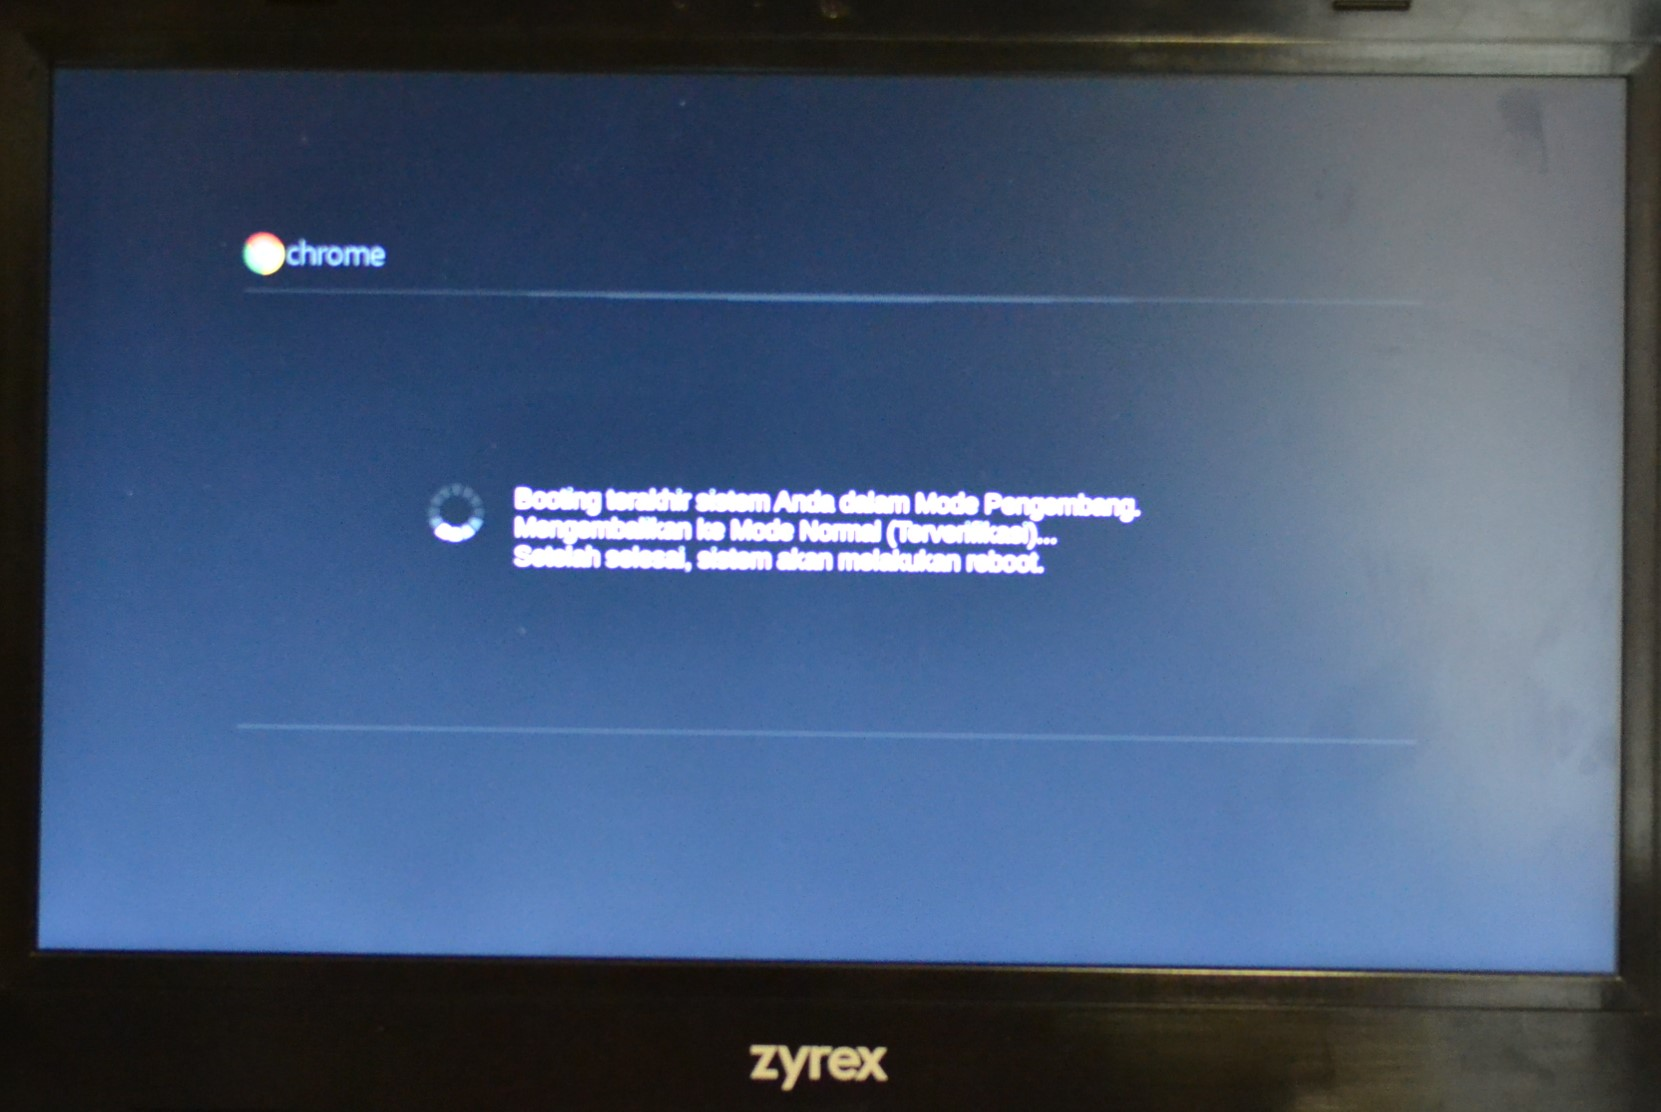 chrome
Booting terakhir sistem Anda dalam Mode Pengembang.
Mengembalikan ke Mode Normal (Terverifikasi)...
Setelah selesai, sistem akan melakukan reboot.
zyrex